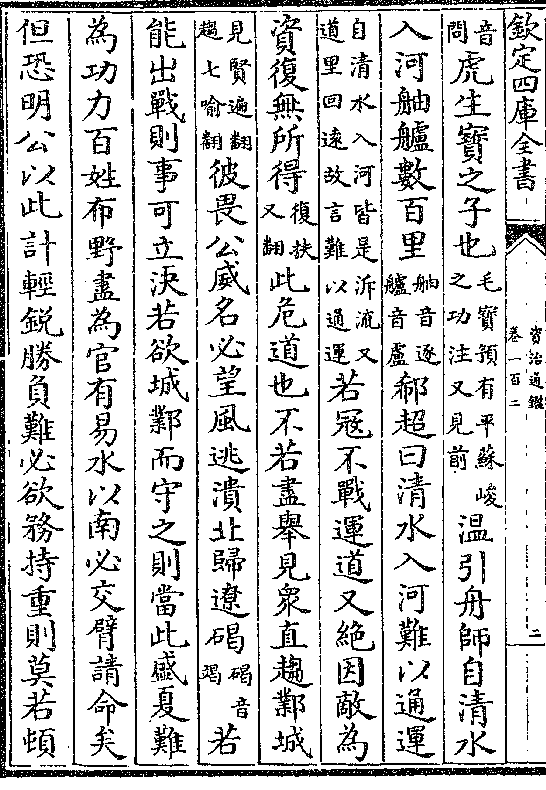 欽定四庫全書
資治通鑑
卷一百二
二
音問虎生寶之子也毛寶預有平蘇峻之功注又見前溫引舟師自清水
入河舳艫數百里舳音逐艫音盧郗超曰清水入河難以通運
自清水入河皆是泝流又道里回遠故言難以通運若寇不戰運道又絶因敵為
資復無所得復扶又翻此危道也不若盡舉見衆直趨鄴城
見賢遍翻趨七喻翻彼畏公威名必望風逃潰北歸遼碣碣音竭若
能出戰則事可立決若欲城鄴而守之則當此盛夏難
為功力百姓布野盡為官有易水以南必交臂請命矣
但恐明公以此計輕銳勝負難必欲務持重則莫若頓